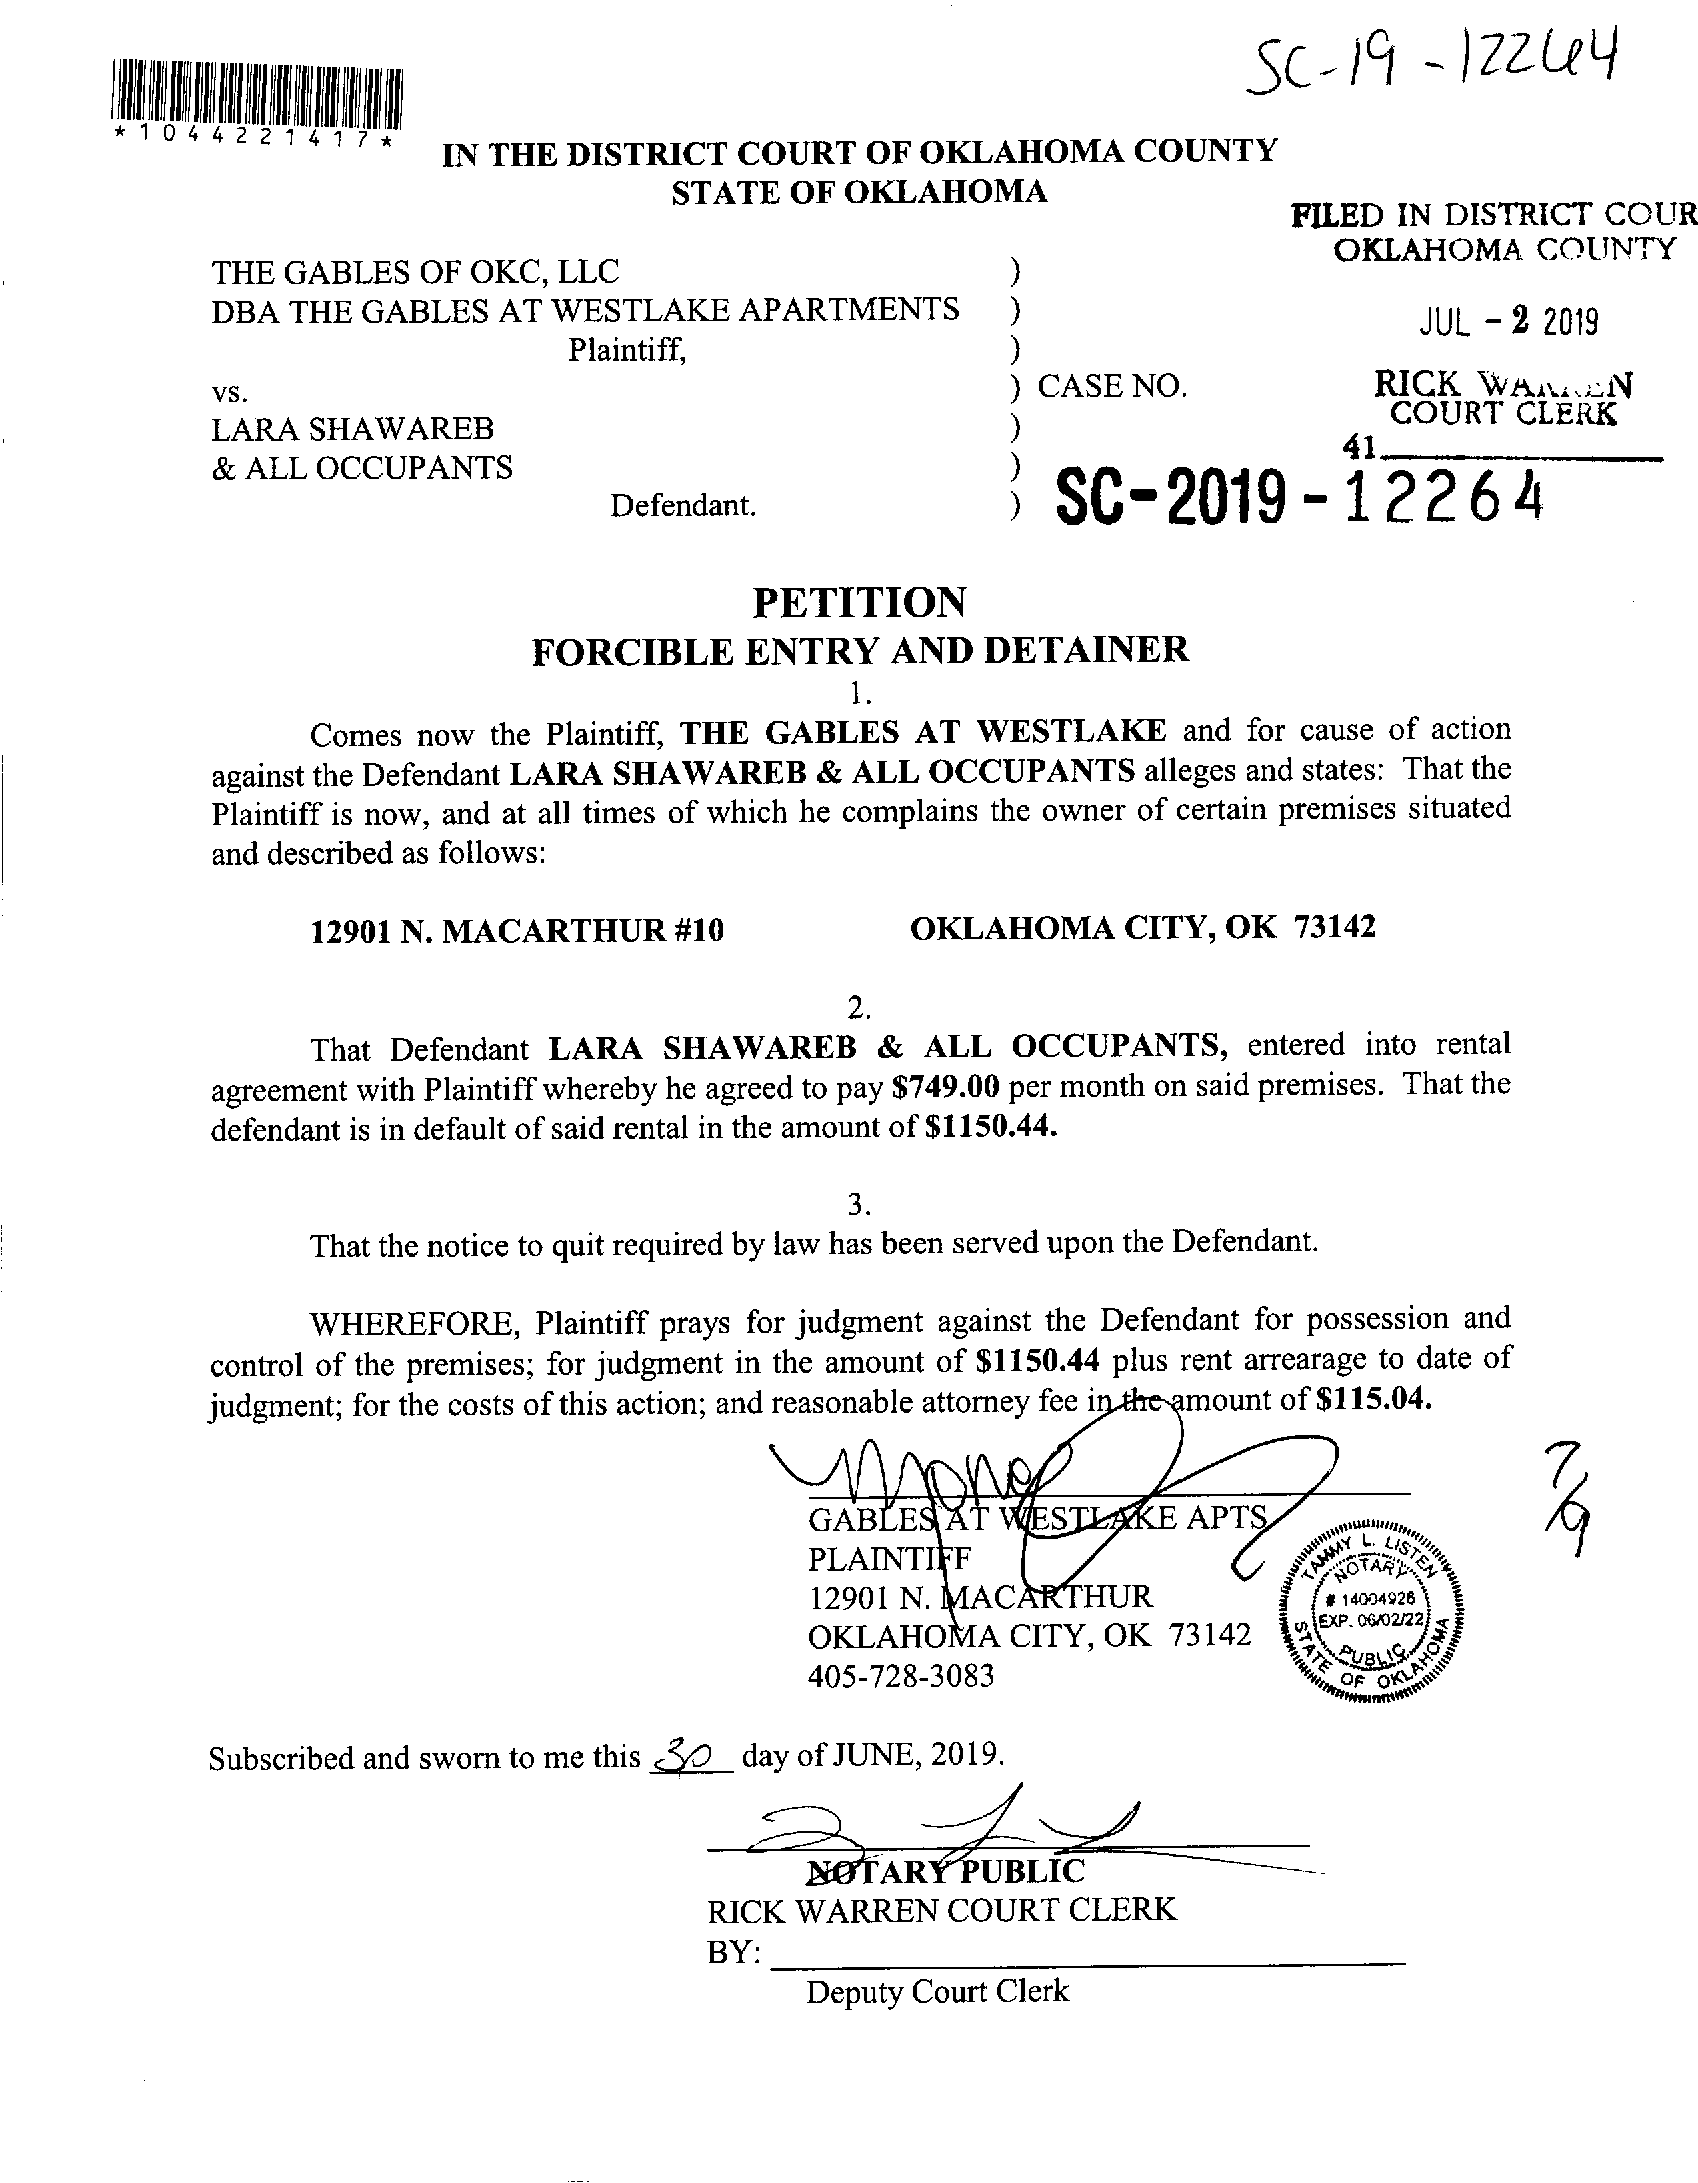 SC-19-12264
*1044221417*
IN THE DISTRICT COURT OF OKLAHOMA COUNTY
STATE OF OKLAHOMA
FILED IN DISTRICT COUR
OKLAHOMA COUNTY
JUL - 2 2019
RICK WARREN
COURT CLERK
41
THE GABLES OF OKC, LLC )
DBA THE GABLES AT WESTLAKE APARTMENTS )
Plaintiff, )
vs. ) CASE NO.
LARA SHAWAREB )
& ALL OCCUPANTS )
Defendant. ) SC-2019-12264
PETITION
FORCIBLE ENTRY AND DETAINER
1.
Comes now the Plaintiff, THE GABLES AT WESTLAKE and for cause of action
against the Defendant LARA SHAWAREB & ALL OCCUPANTS alleges and states: That the
Plaintiff is now, and at all times of which he complains the owner of certain premises situated
and described as follows:
12901 N. MACARTHUR #10 OKLAHOMA CITY, OK 73142
2.
That Defendant LARA SHAWAREB & ALL OCCUPANTS, entered into rental
agreement with Plaintiff whereby he agreed to pay $749.00 per month on said premises. That the
defendant is in default of said rental in the amount of $1150.44.
3.
That the notice to quit required by law has been served upon the Defendant.
WHEREFORE, Plaintiff prays for judgment against the Defendant for possession and
control of the premises; for judgment in the amount of $1150.44 plus rent arrearage to date of
judgment; for the costs of this action; and reasonable attorney fee in the amount of $115.04.
GABLES AT WESTLAKE APTS
PLAINTIFF
12901 N. MACARTHUR
OKLAHOMA CITY, OK 73142
405-728-3083
TAMMY L. LISTEN
NOTARY
# 14004926
EXP. 06/02/22
PUBLIC
STATE OF OKLAHOMA
Subscribed and sworn to me this 30 day of JUNE, 2019.
NOTARY PUBLIC
RICK WARREN COURT CLERK
BY:
Deputy Court Clerk